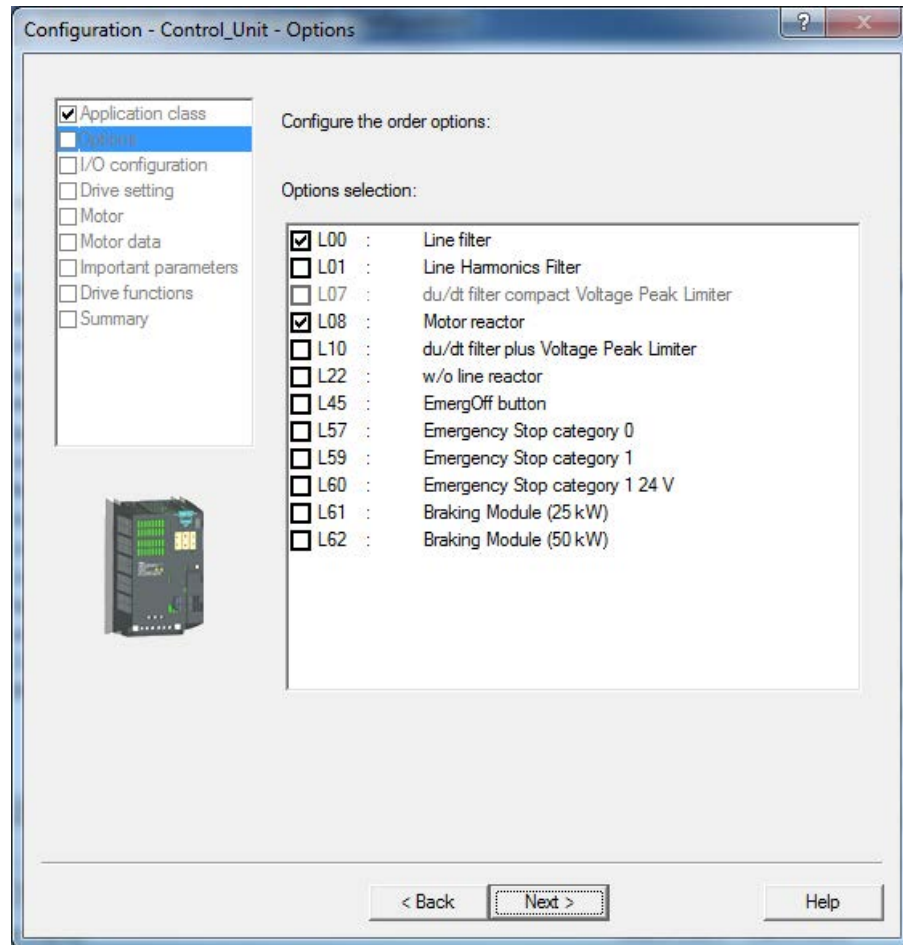 Configuration - Control_Unit - Options
?
Application class
Options
I/O configuration
Drive setting
Motor
Motor data
Important parameters
Drive functions
Summary
Configure the order options:
Options selection:
L00 : Line filter
L01 : Line Harmonics Filter
L07 : du/dt filter compact Voltage Peak Limiter
L08 : Motor reactor
L10 : du/dt filter plus Voltage Peak Limiter
L22 : w/o line reactor
L45 : EmergOff button
L57 : Emergency Stop category 0
L59 : Emergency Stop category 1
L60 : Emergency Stop category 1 24 V
L61 : Braking Module (25 kW)
L62 : Braking Module (50 kW)
< Back
Next >
Help